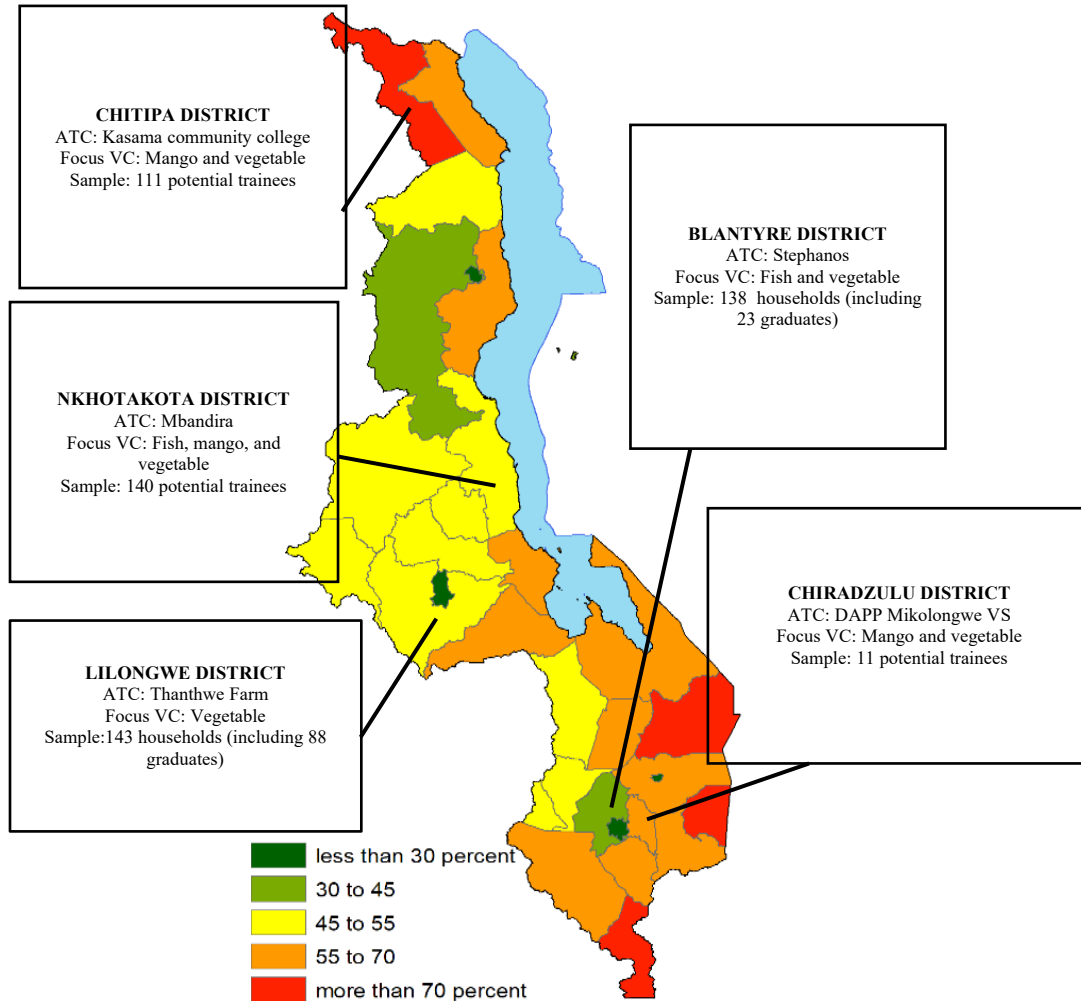 CHITIPA DISTRICT
ATC: Kasama community college
Focus VC: Mango and vegetable
Sample: 111 potential trainees
BLANTYRE DISTRICT
ATC: Stephanos
Focus VC: Fish and vegetable
Sample: 138 households (including
23 graduates)
NKHOTAKOTA DISTRICT
ATC: Mbandira
Focus VC: Fish, mango, and
vegetable
Sample: 140 potential trainees
CHIRADZULU DISTRICT
ATC: DAPP Mikolongwe VS
Focus VC: Mango and vegetable
Sample: 11 potential trainees
LILONGWE DISTRICT
ATC: Thanthwe Farm
Focus VC: Vegetable
Sample:143 households (including 88
graduates)
less than 30 percent
30 to 45
45 to 55
55 to 70
more than 70 percent